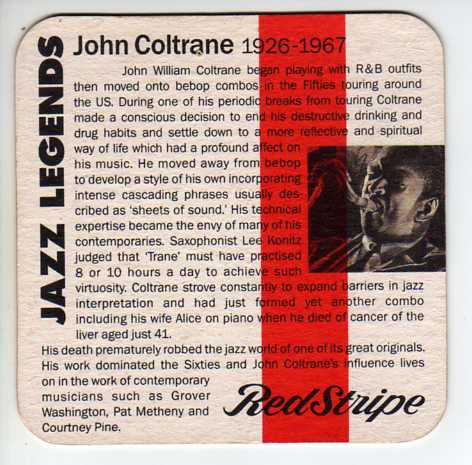 JAZZ LEGENDS
John Coltrane 1926-1967
John William Coltrane began playing with R&B outfits
then moved onto bebop combos in the Fifties touring around
the US. During one of his periodic breaks from touring Coltrane
made a conscious decision to end his destructive drinking and
drug habits and settle down to a more reflective and spiritual
way of life which had a profound affect on
his music. He moved away from bebop
to develop a style of his own incorporating
intense cascading phrases usually des-
cribed as 'sheets of sound.' His technical
expertise became the envy of many of his
contemporaries. Saxophonist Lee Konitz
judged that 'Trane' must have practised
8 or 10 hours a day to achieve such
virtuosity. Coltrane strove constantly to expand barriers in jazz
interpretation and had just formed yet another combo
including his wife Alice on piano when he died of cancer of the
liver aged just 41.
His death prematurely robbed the jazz world of one of its great originals.
His work dominated the Sixties and John Coltrane's influence lives
on in the work of contemporary
musicians such as Grover
Washington, Pat Metheny and
Courtney Pine.
Red Stripe